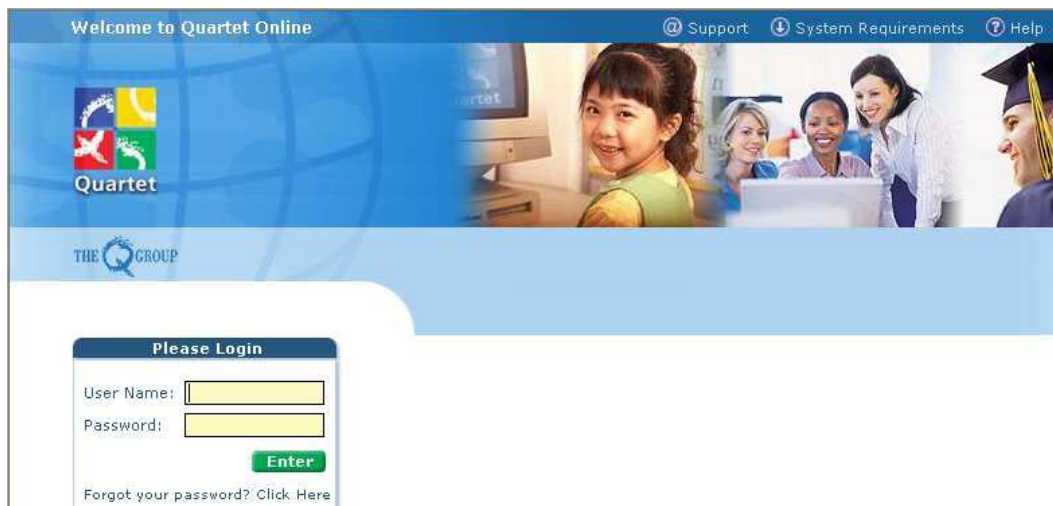 Welcome to Quartet Online
@ Support System Requirements ? Help
Quartet
THE Q GROUP
Please Login
User Name:
Password:
Enter
Forgot your password? Click Here